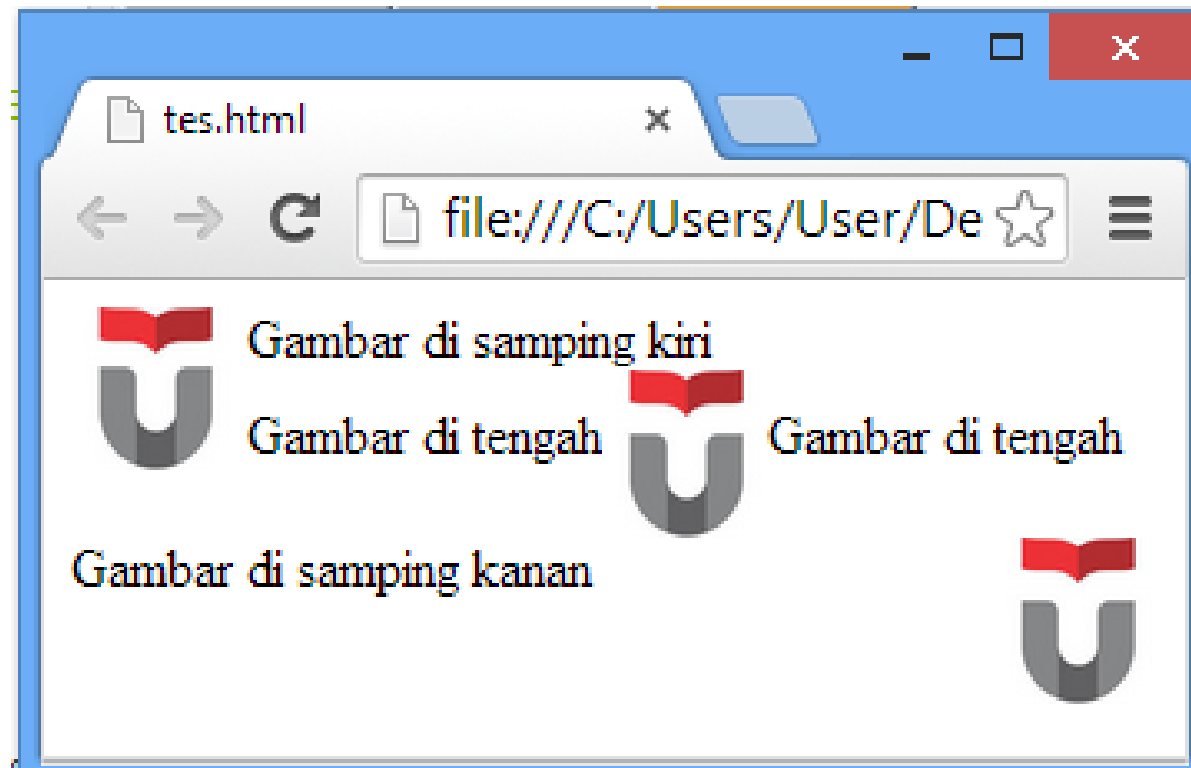 tes.html
file:///C:/Users/User/De
Gambar di samping kiri
Gambar di tengah Gambar di tengah
Gambar di samping kanan